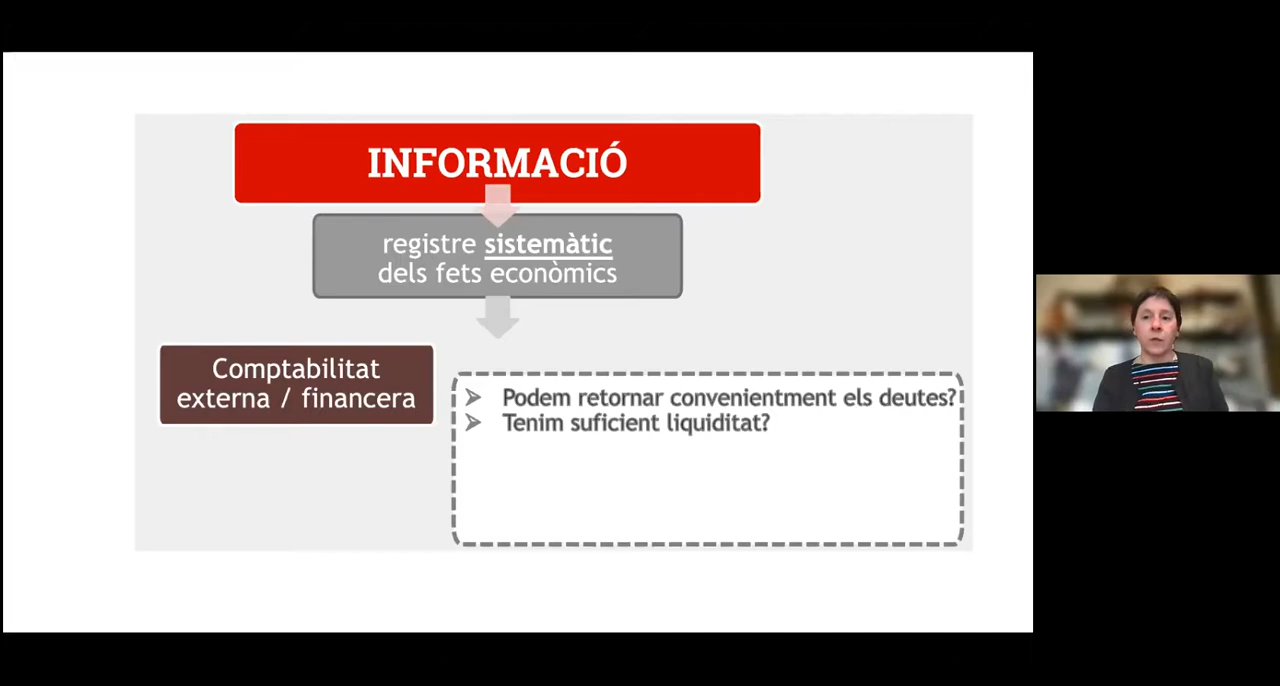 INFORMACIÓ
registre sistemàtic
dels fets econòmics
Comptabilitat
externa / financera
➢ Podem retornar convenientment els deutes?
➢ Tenim suficient liquiditat?